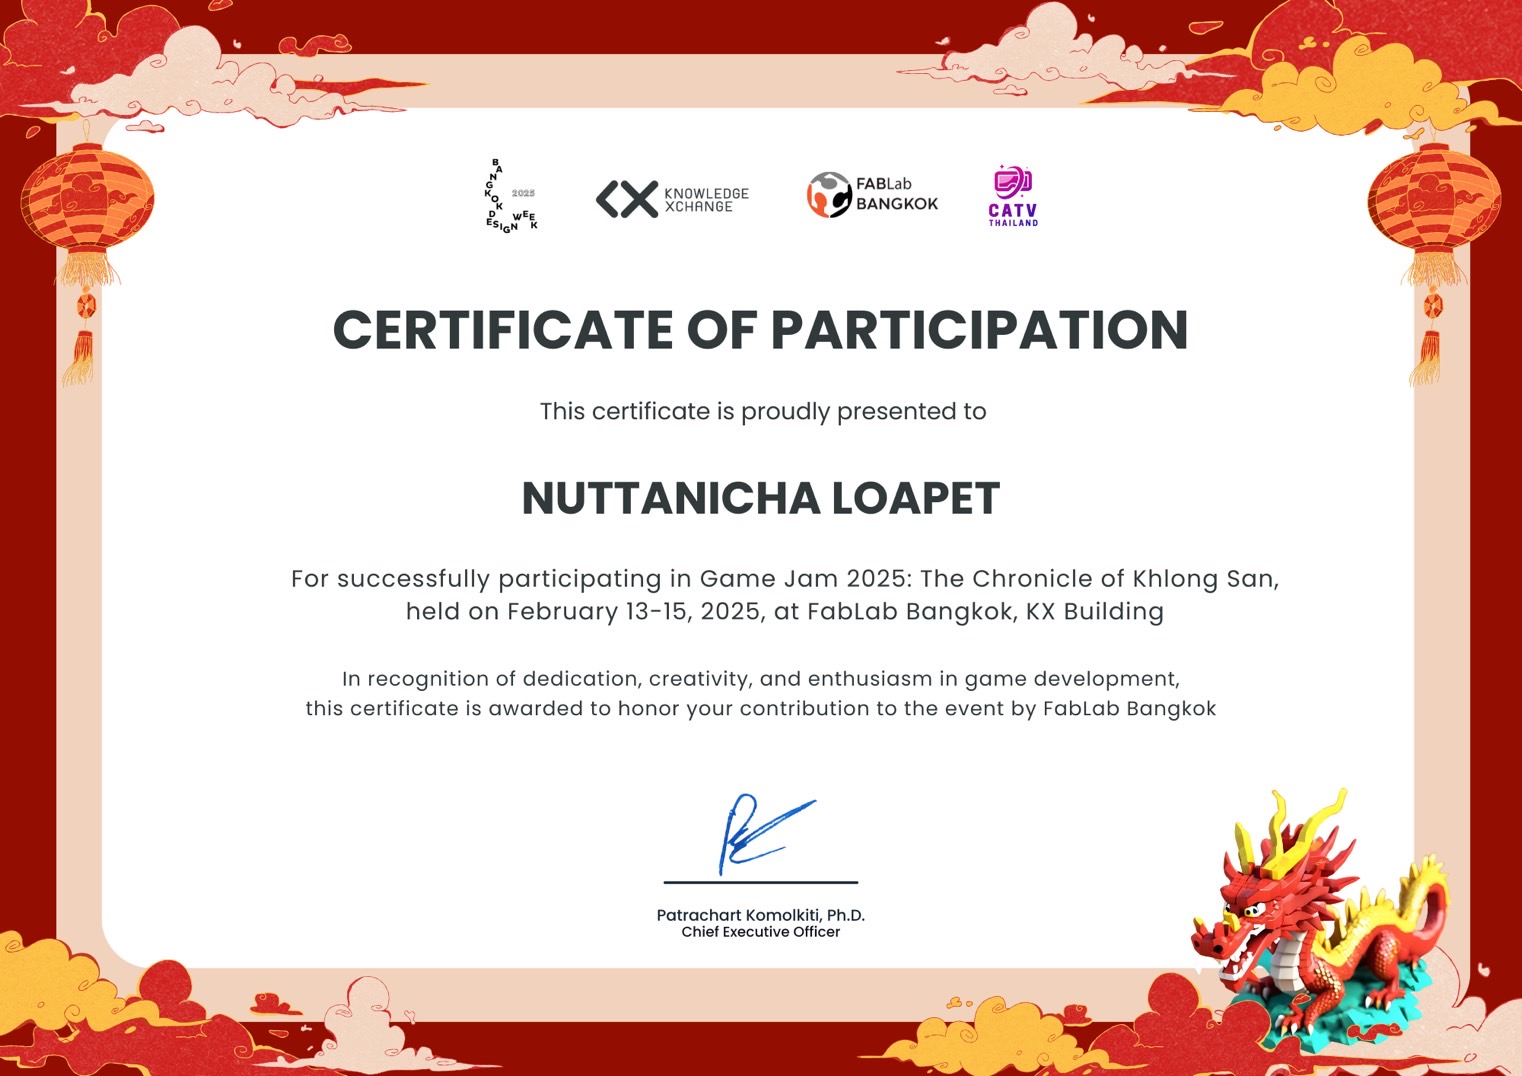 BANGKOK DESIGN WEEK 2025
KNOWLEDGE
XCHANGE
FABLab
BANGKOK
CATV
THAILAND
CERTIFICATE OF PARTICIPATION
This certificate is proudly presented to
NUTTANICHA LOAPET
For successfully participating in Game Jam 2025: The Chronicle of Khlong San,
held on February 13-15, 2025, at FabLab Bangkok, KX Building
In recognition of dedication, creativity, and enthusiasm in game development,
this certificate is awarded to honor your contribution to the event by FabLab Bangkok
Patrachart Komolkiti, Ph.D.
Chief Executive Officer